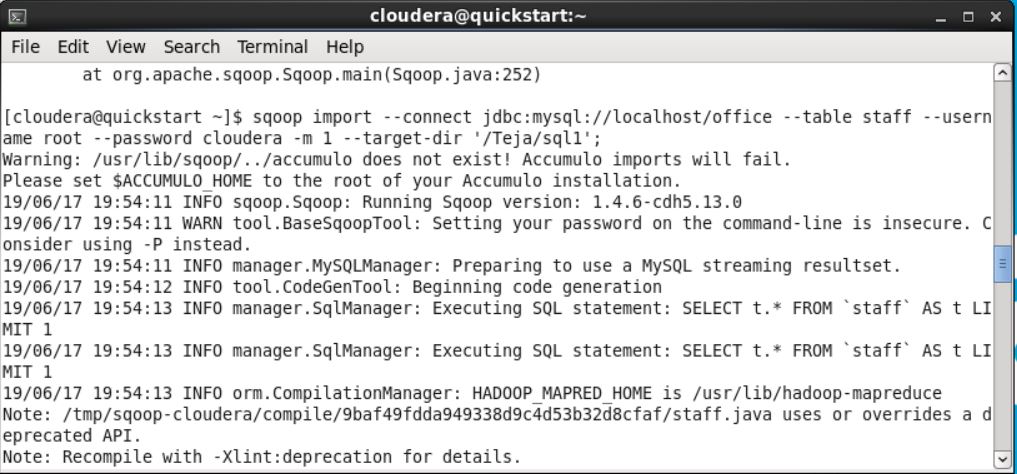 cloudera@quickstart:~
File Edit View Search Terminal Help
at org.apache.sqoop.Sqoop.main(Sqoop.java:252)
[cloudera@quickstart ~]$ sqoop import --connect jdbc:mysql://localhost/office --table staff --usern
ame root --password cloudera -m 1 --target-dir '/Teja/sql1';
Warning: /usr/lib/sqoop/../accumulo does not exist! Accumulo imports will fail.
Please set $ACCUMULO_HOME to the root of your Accumulo installation.
19/06/17 19:54:11 INFO sqoop.Sqoop: Running Sqoop version: 1.4.6-cdh5.13.0
19/06/17 19:54:11 WARN tool.BaseSqoopTool: Setting your password on the command-line is insecure. C
onsider using -P instead.
19/06/17 19:54:11 INFO manager.MySQLManager: Preparing to use a MySQL streaming resultset.
19/06/17 19:54:12 INFO tool.CodeGenTool: Beginning code generation
19/06/17 19:54:13 INFO manager.SqlManager: Executing SQL statement: SELECT t.* FROM `staff` AS t LI
MIT 1
19/06/17 19:54:13 INFO manager.SqlManager: Executing SQL statement: SELECT t.* FROM `staff` AS t LI
MIT 1
19/06/17 19:54:13 INFO orm.CompilationManager: HADOOP_MAPRED_HOME is /usr/lib/hadoop-mapreduce
Note: /tmp/sqoop-cloudera/compile/9baf49fdda949338d9c4d53b32d8cfaf/staff.java uses or overrides a d
eprecated API.
Note: Recompile with -Xlint:deprecation for details.